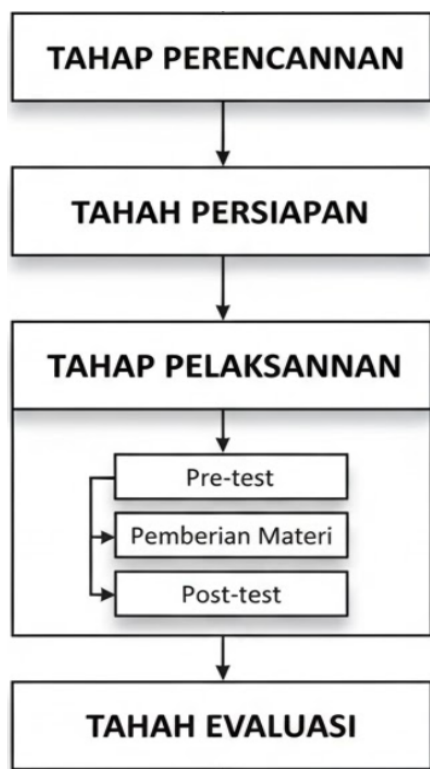 TAHAP PERENCANNAN
TAHAH PERSIAPAN
TAHAP PELAKSANNAN
Pre-test
Pemberian Materi
Post-test
TAHAH EVALUASI